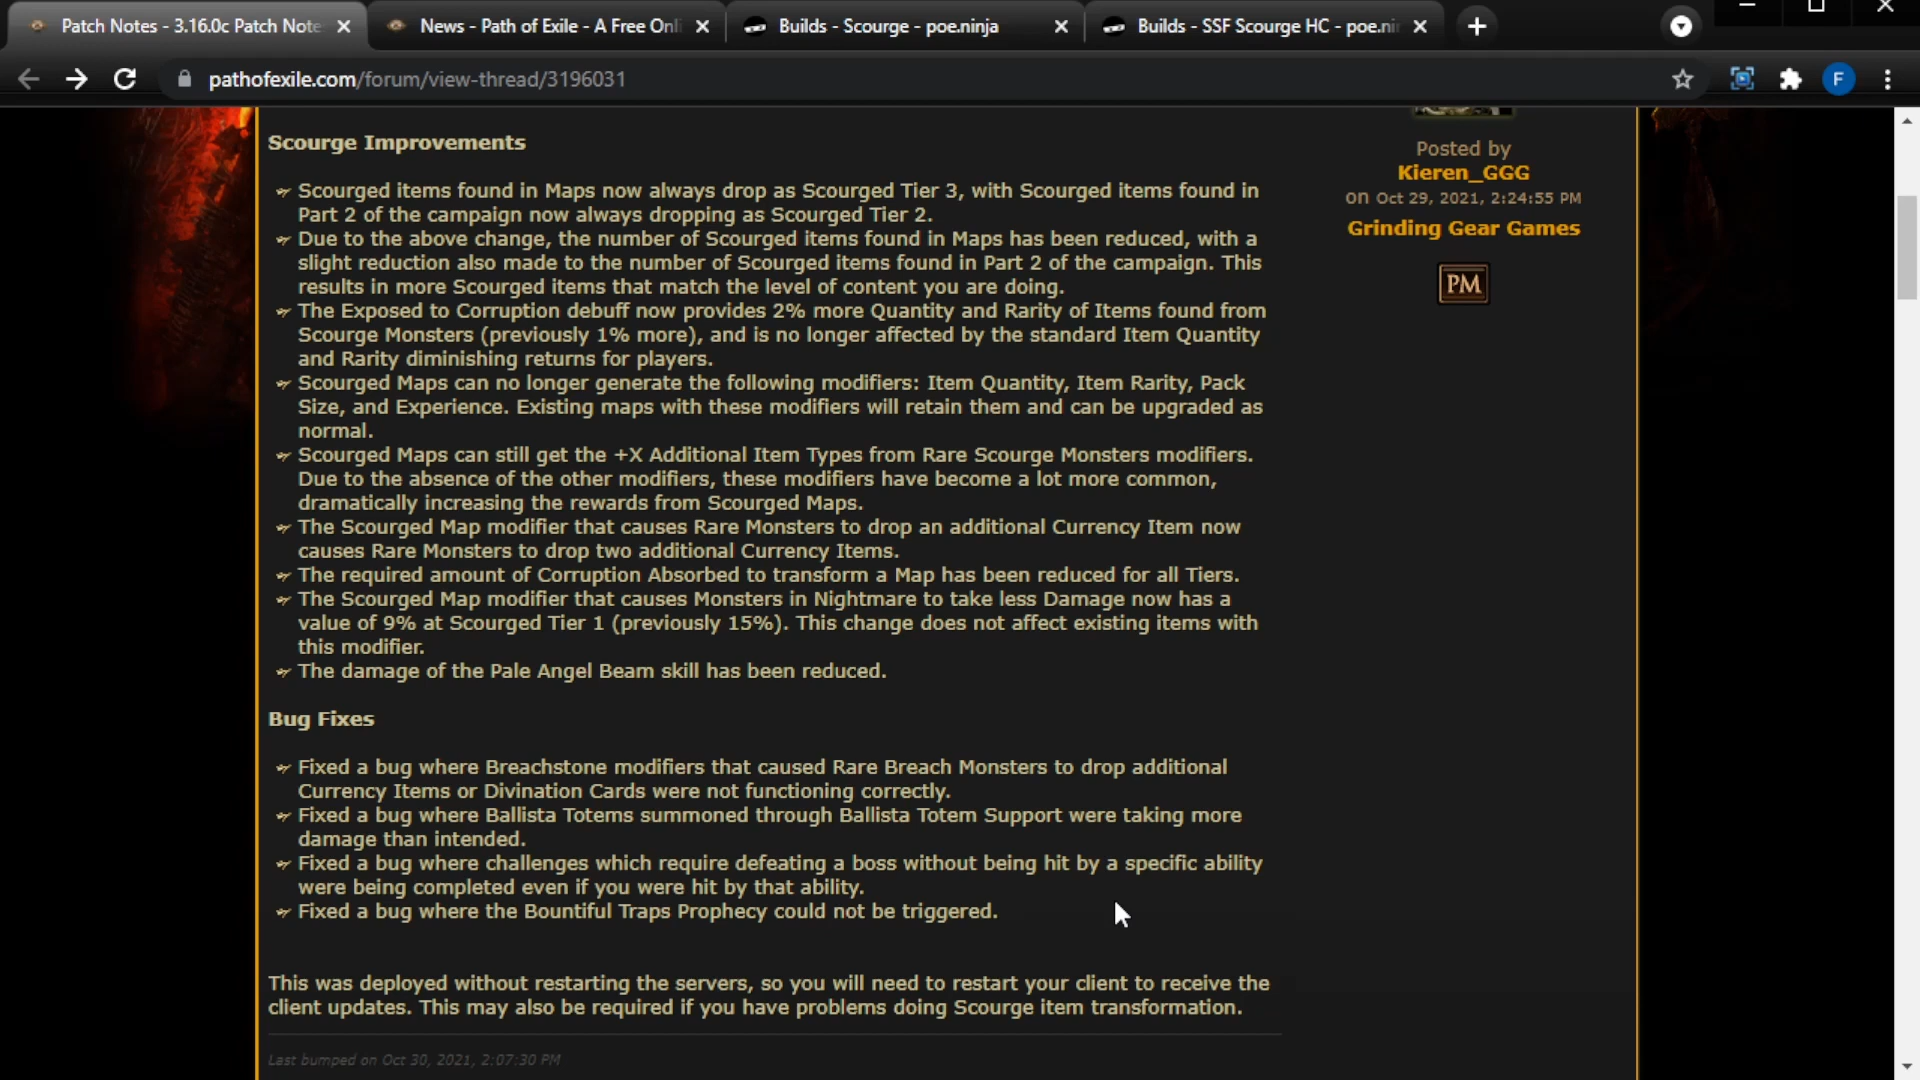 Patch Notes - 3.16.0c Patch Note
News - Path of Exile - A Free Onl
Builds - Scourge - poe.ninja
Builds - SSF Scourge HC - poe.nin
pathofexile.com/forum/view-thread/3196031
F
Scourge Improvements
Scourged items found in Maps now always drop as Scourged Tier 3, with Scourged items found in
Part 2 of the campaign now always dropping as Scourged Tier 2.
Due to the above change, the number of Scourged items found in Maps has been reduced, with a
slight reduction also made to the number of Scourged items found in Part 2 of the campaign. This
results in more Scourged items that match the level of content you are doing.
The Exposed to Corruption debuff now provides 2% more Quantity and Rarity of Items found from
Scourge Monsters (previously 1% more), and is no longer affected by the standard Item Quantity
and Rarity diminishing returns for players.
Scourged Maps can no longer generate the following modifiers: Item Quantity, Item Rarity, Pack
Size, and Experience. Existing maps with these modifiers will retain them and can be upgraded as
normal.
Scourged Maps can still get the +X Additional Item Types from Rare Scourge Monsters modifiers.
Due to the absence of the other modifiers, these modifiers have become a lot more common,
dramatically increasing the rewards from Scourged Maps.
The Scourged Map modifier that causes Rare Monsters to drop an additional Currency Item now
causes Rare Monsters to drop two additional Currency Items.
The required amount of Corruption Absorbed to transform a Map has been reduced for all Tiers.
The Scourged Map modifier that causes Monsters in Nightmare to take less Damage now has a
value of 9% at Scourged Tier 1 (previously 15%). This change does not affect existing items with
this modifier.
The damage of the Pale Angel Beam skill has been reduced.
Bug Fixes
Fixed a bug where Breachstone modifiers that caused Rare Breach Monsters to drop additional
Currency Items or Divination Cards were not functioning correctly.
Fixed a bug where Ballista Totems summoned through Ballista Totem Support were taking more
damage than intended.
Fixed a bug where challenges which require defeating a boss without being hit by a specific ability
were being completed even if you were hit by that ability.
Fixed a bug where the Bountiful Traps Prophecy could not be triggered.
This was deployed without restarting the servers, so you will need to restart your client to receive the
client updates. This may also be required if you have problems doing Scourge item transformation.
Last bumped on Oct 30, 2021, 2:07:30 PM
Posted by
Kieren_GGG
on Oct 29, 2021, 2:24:55 PM
Grinding Gear Games
PM